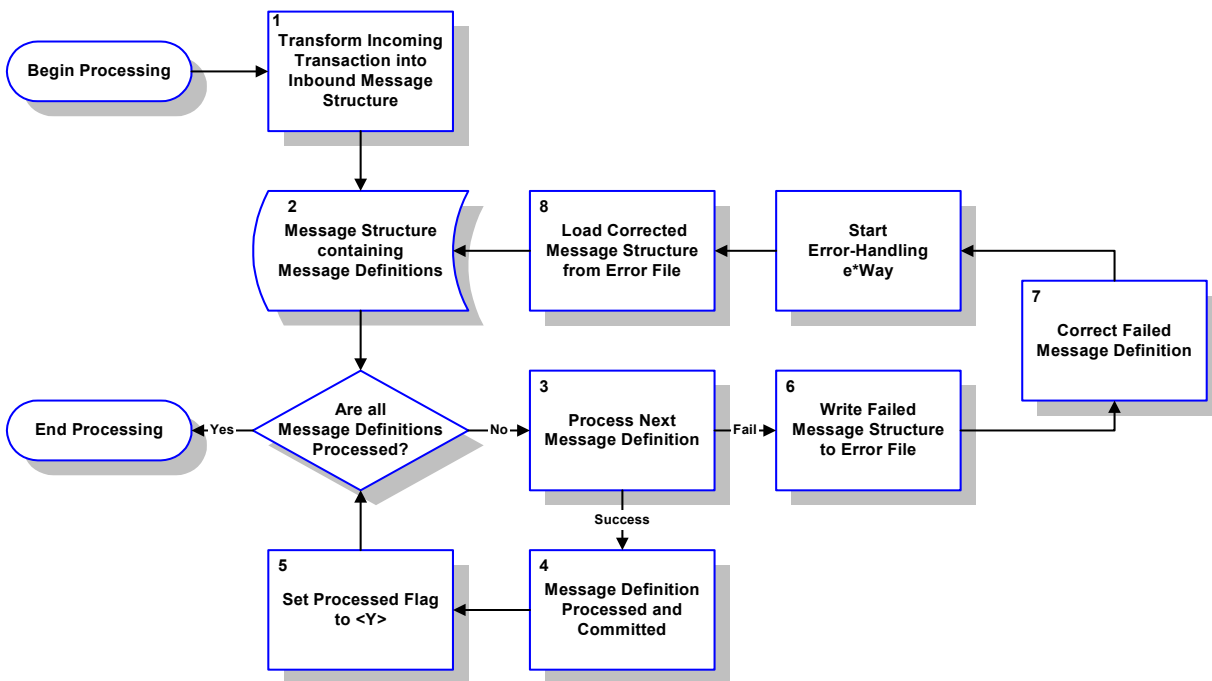 1
Transform Incoming
Transaction into
Inbound Message
Structure
Begin Processing
2
Message Structure
containing
Message Definitions
8
Load Corrected
Message Structure
from Error File
Start
Error-Handling
e*Way
7
Correct Failed
Message Definition
End Processing
Yes
Are all
Message Definitions
Processed?
No
3
Process Next
Message Definition
Fail
6
Write Failed
Message Structure
to Error File
Success
5
Set Processed Flag
to <Y>
4
Message Definition
Processed and
Committed